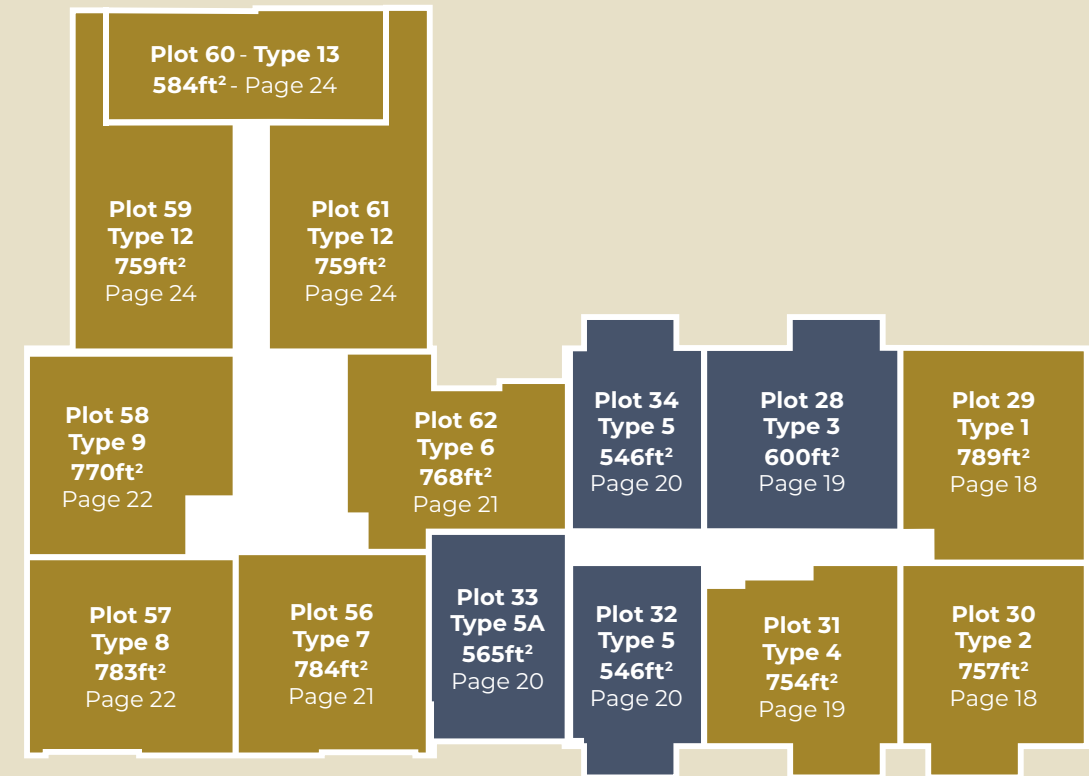 Plot 60 - Type 13
584ft² - Page 24
Plot 59
Type 12
759ft²
Page 24
Plot 61
Type 12
759ft²
Page 24
Plot 58
Type 9
770ft²
Page 22
Plot 62
Type 6
768ft²
Page 21
Plot 34
Type 5
546ft²
Page 20
Plot 28
Type 3
600ft²
Page 19
Plot 29
Type 1
789ft²
Page 18
Plot 57
Type 8
783ft²
Page 22
Plot 56
Type 7
784ft²
Page 21
Plot 33
Type 5A
565ft²
Page 20
Plot 32
Type 5
546ft²
Page 20
Plot 31
Type 4
754ft²
Page 19
Plot 30
Type 2
757ft²
Page 18